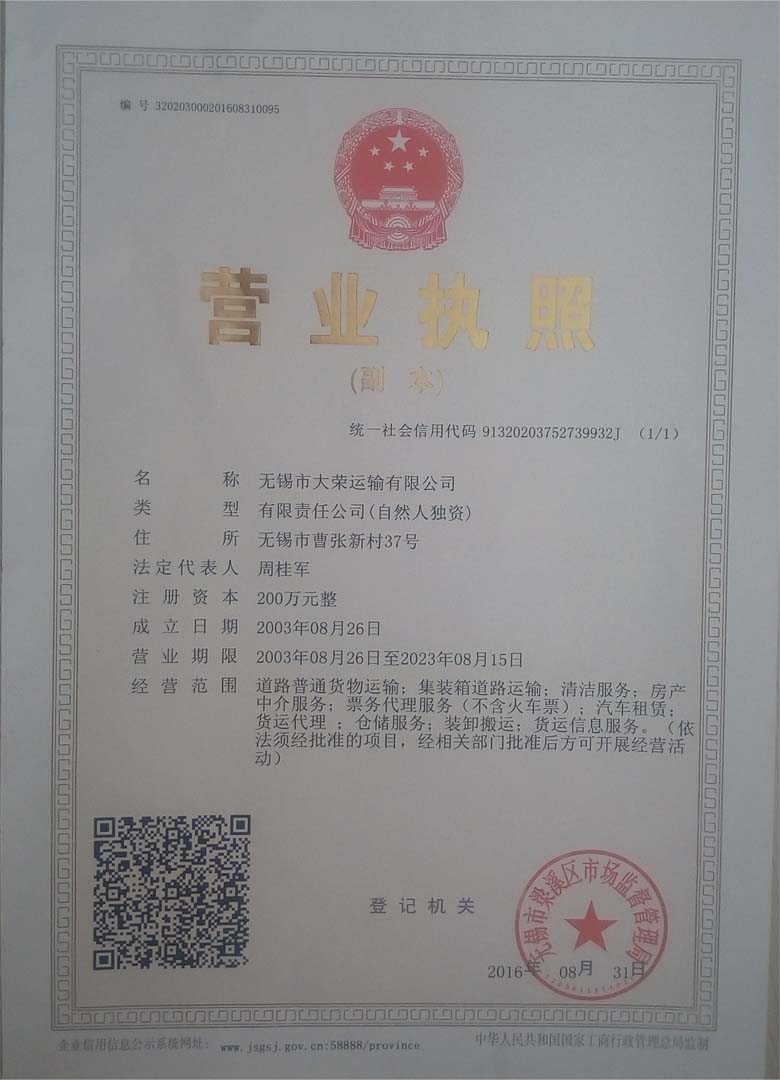 编号 320203000201608310095
营业执照
(副本)
统一社会信用代码 91320203752739932J (1/1)
名称 无锡市大荣运输有限公司
类型 有限责任公司(自然人独资)
住所 无锡市曹张新村37号
法定代表人 周桂军
注册资本 200万元整
成立日期 2003年08月26日
营业期限 2003年08月26日至2023年08月15日
经营范围 道路普通货物运输；集装箱道路运输；清洁服务；房产
中介服务；票务代理服务（不含火车票）；汽车租赁；
货运代理 ；仓储服务；装卸搬运；货运信息服务。（依
法须经批准的项目，经相关部门批准后方可开展经营活
动）
无锡市梁溪区市场监督管理局
登记机关
2016年 08月 31日
企业信用信息公示系统网址： www.jsgsj.gov.cn:58888/province
中华人民共和国国家工商行政管理总局监制